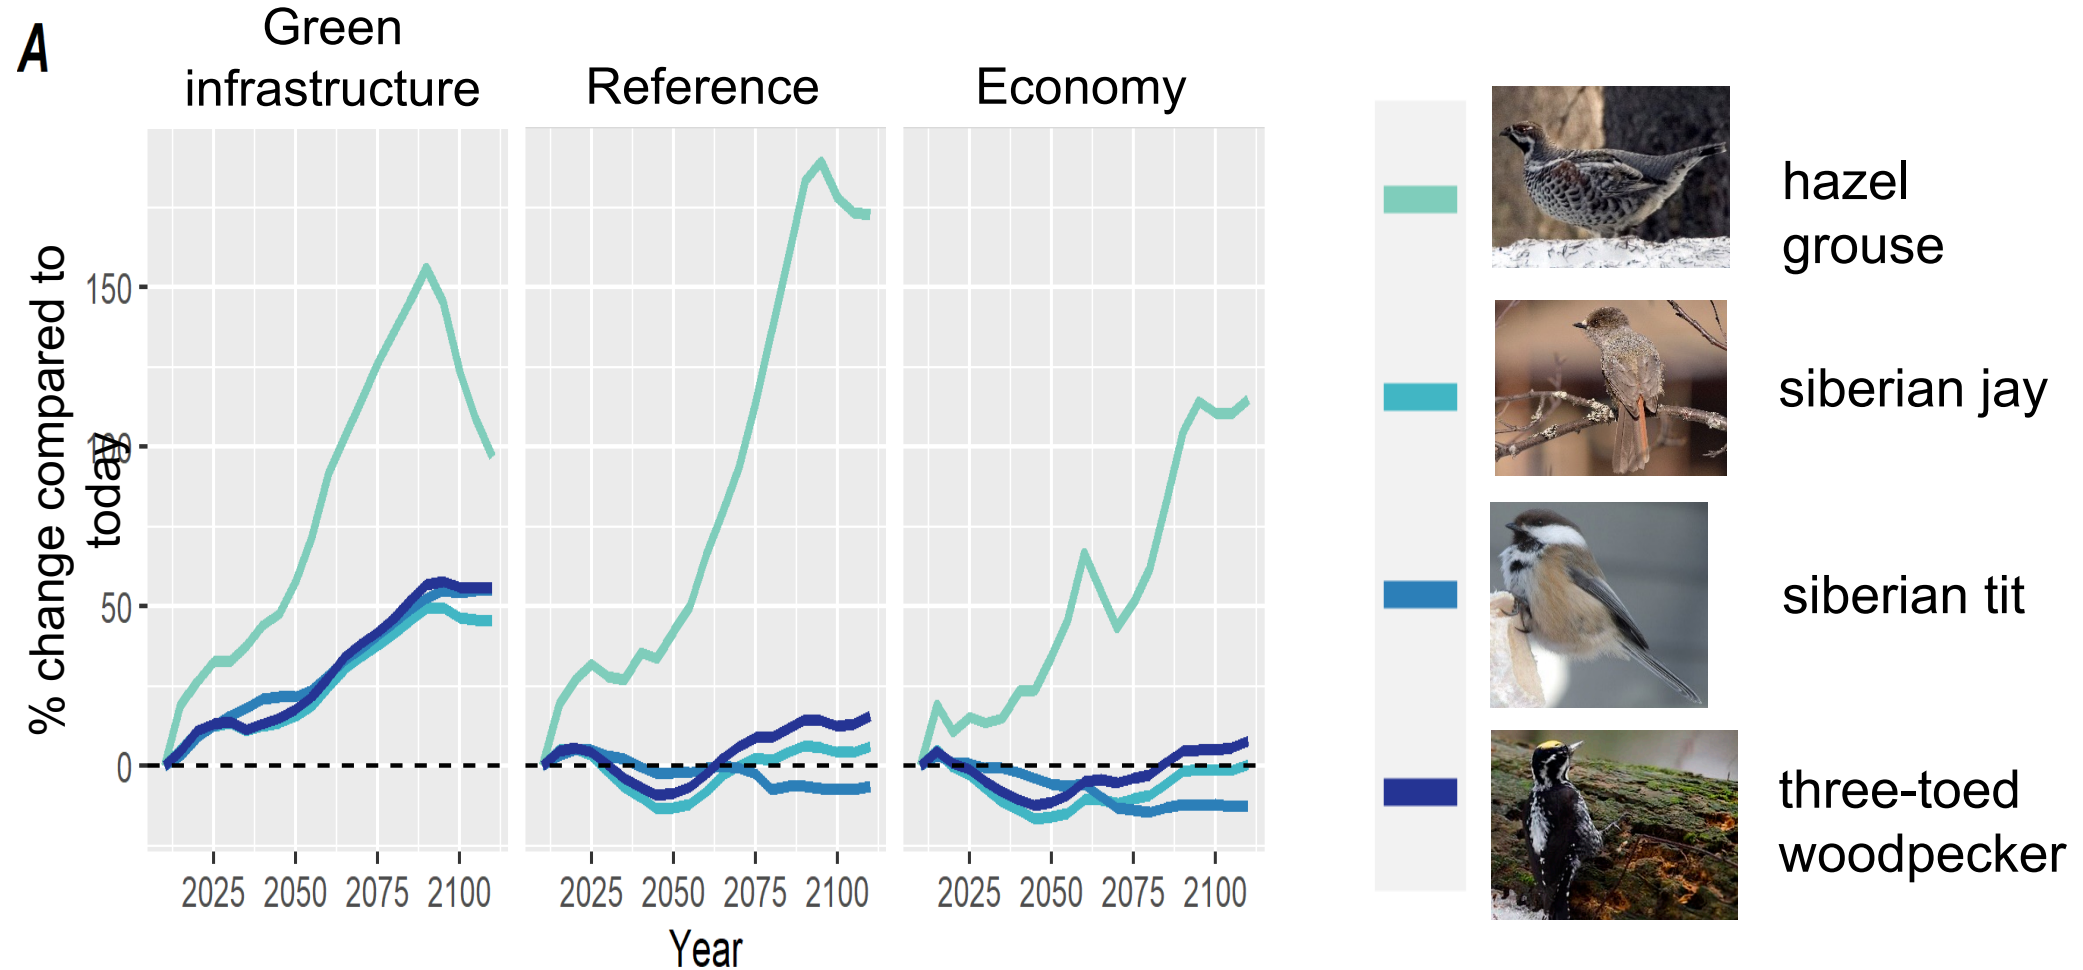 A
Green
infrastructure
Reference
Economy
% change compared to
today
150
100
50
0
2025 2050 2075 2100
2025 2050 2075 2100
2025 2050 2075 2100
Year
hazel
grouse
siberian jay
siberian tit
three-toed
woodpecker